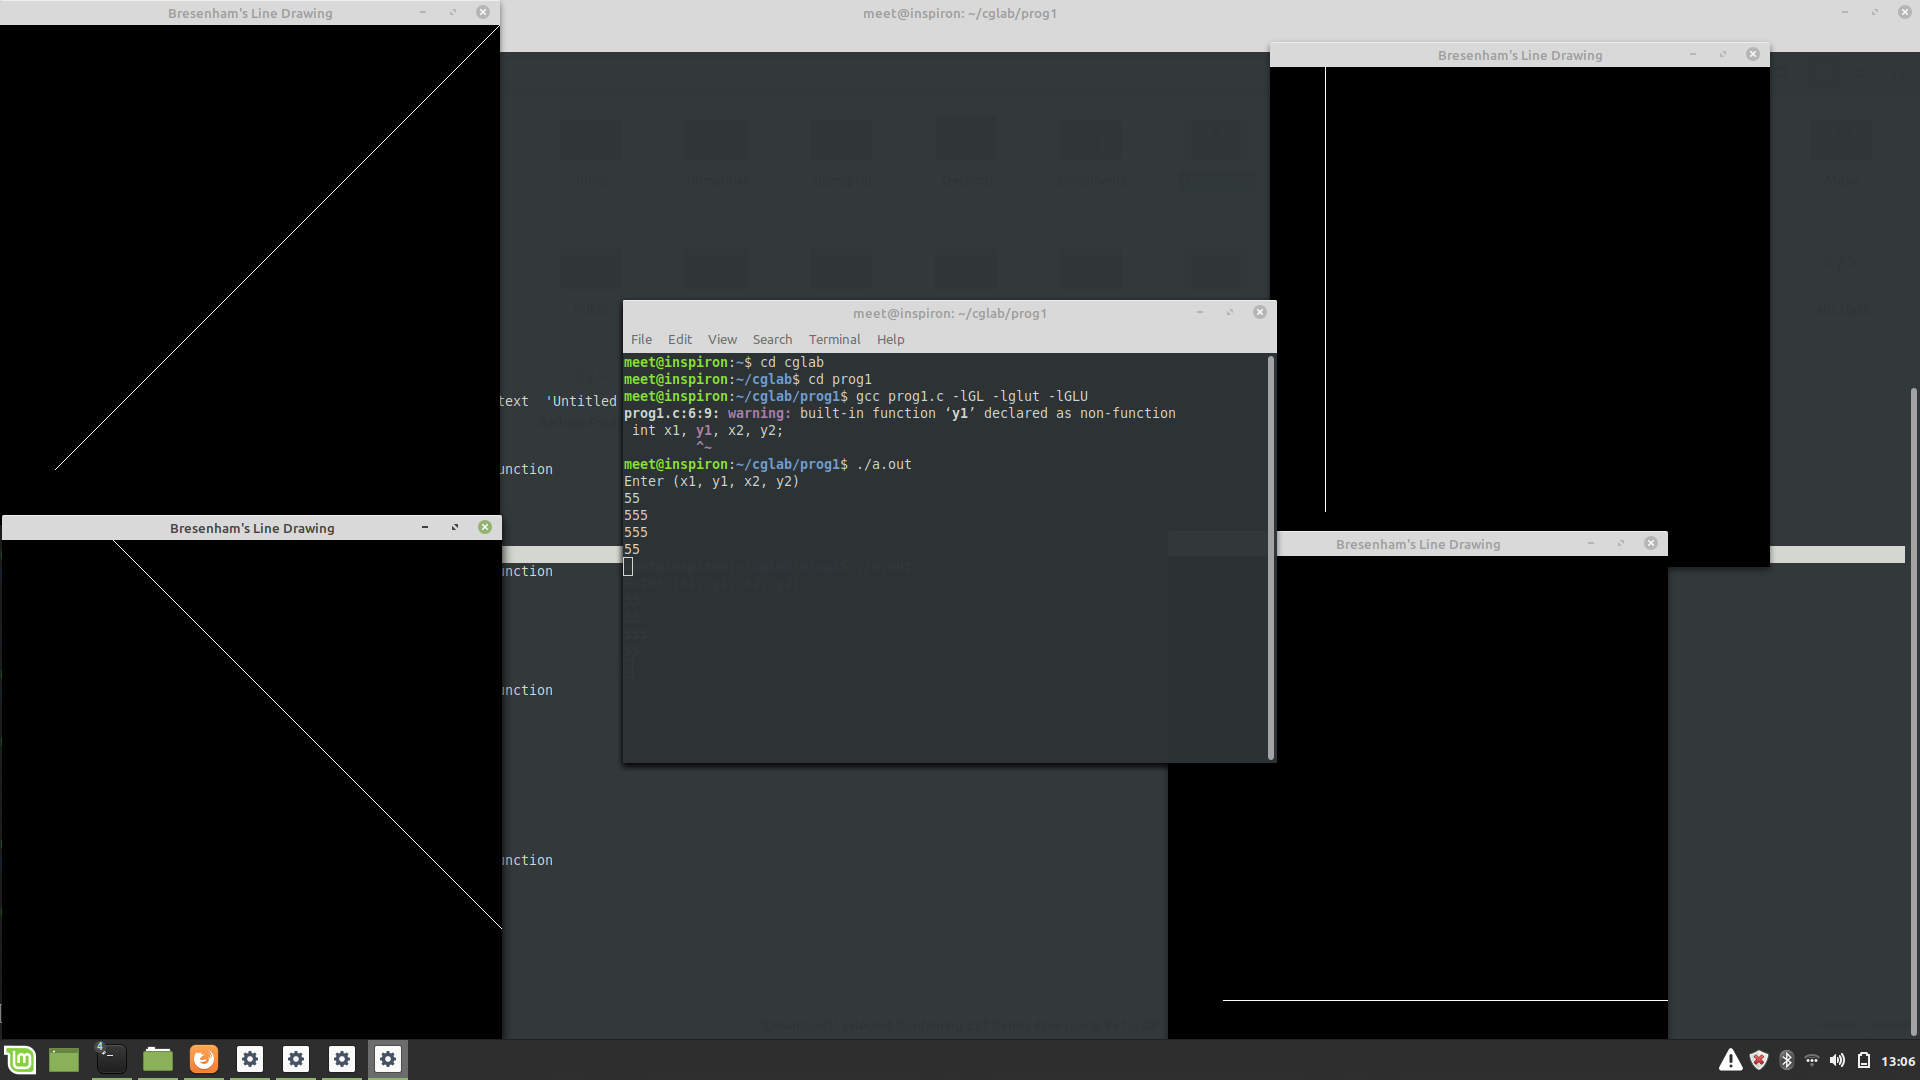 Bresenham's Line Drawing
meet@inspiron: ~/cglab/prog1
Bresenham's Line Drawing
meet@inspiron: ~/cglab/prog1
File Edit View Search Terminal Help
meet@inspiron:~$ cd cglab
meet@inspiron:~/cglab$ cd prog1
meet@inspiron:~/cglab/prog1$ gcc prog1.c -lGL -lglut -lGLU
prog1.c:6:9: warning: built-in function ‘y1’ declared as non-function
int x1, y1, x2, y2;
^~
meet@inspiron:~/cglab/prog1$ ./a.out
Enter (x1, y1, x2, y2)
55
555
555
55
text 'Untitled
unction
Bresenham's Line Drawing
unction
unction
unction
Bresenham's Line Drawing
Desktop
Documents
4
13:06